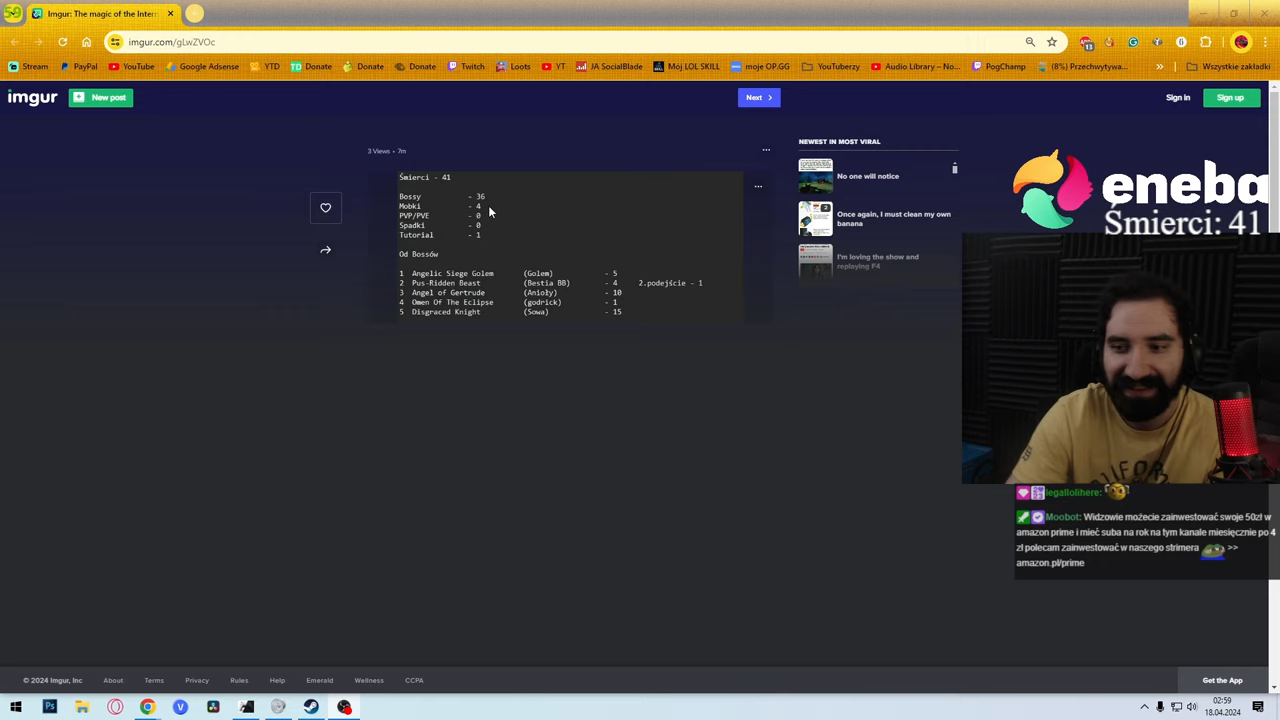 Imgur: The magic of the Intern
imgur.com/gLwZVOc
Stream
PayPal
YouTube
Google Adsense
YTD
Donate
Donate
Donate
Twitch
Loots
YT
JA SocialBlade
Mój LOL SKILL
moje OP.GG
YouTuberzy
Audio Library – No...
PogChamp
(8%) Przechwytywa...
»
Wszystkie zakładki
imgur
New post
Next
Sign in
Sign up
3 Views • 7m
Śmierci - 41
Bossy - 36
Mobki - 4
PVP/PVE - 0
Spadki - 0
Tutorial - 1
Od Bossów
1 Angelic Siege Golem (Golem) - 5
2 Pus-Ridden Beast (Bestia BB) - 4 2.podejście - 1
3 Angel of Gertrude (Anioły) - 10
4 Omen Of The Eclipse (godrick) - 1
5 Disgraced Knight (Sowa) - 15
NEWEST IN MOST VIRAL
No one will notice
Once again, I must clean my own
banana
I'm loving the show and
replaying F4
eneba
Śmierci: 41
legallolihere:
Moobot: Widzowie możecie zainwestować swoje 50zł w
amazon prime i mieć suba na rok na tym kanale miesięcznie po 4
zł polecam zainwestować w naszego strimera >>
amazon.pl/prime
© 2024 Imgur, Inc
About
Terms
Privacy
Rules
Help
Emerald
Wellness
CCPA
Get the App
02:59
18.04.2024